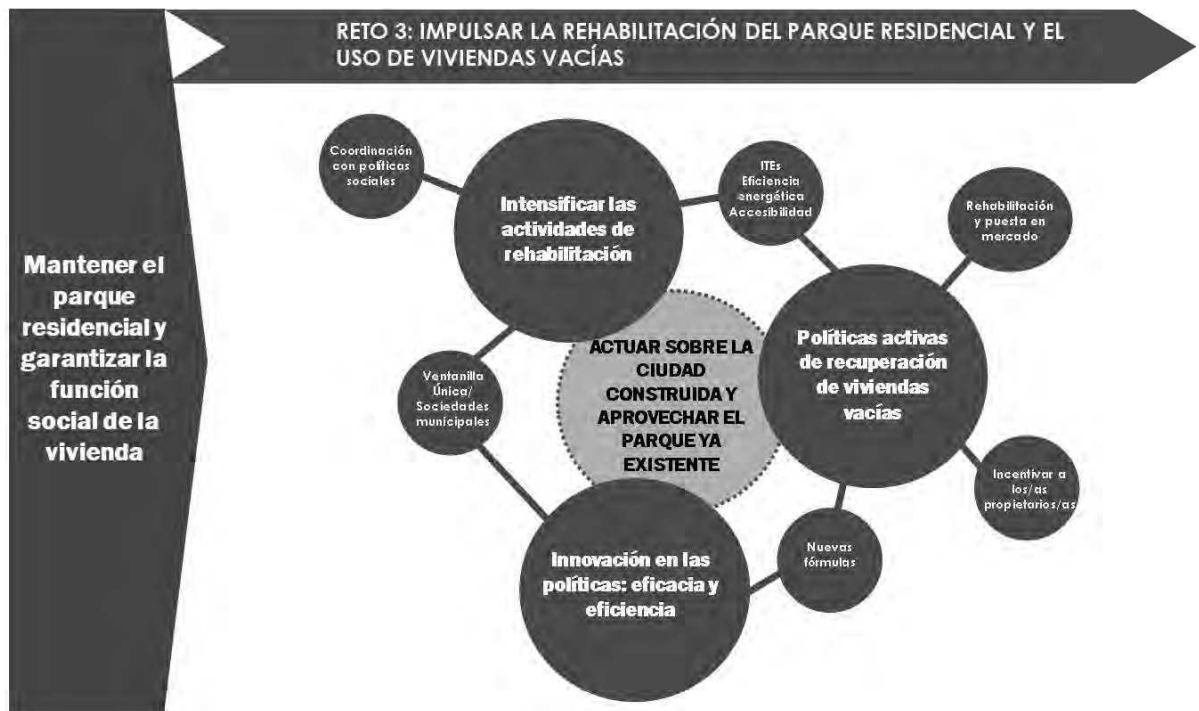 RETO 3: IMPULSAR LA REHABILITACIÓN DEL PARQUE RESIDENCIAL Y EL
USO DE VIVIENDAS VACÍAS
Mantener el
parque
residencial y
garantizar la
función
social de la
vivienda
Coordinación
con políticas
sociales
Intensificar las
actividades de
rehabilitación
ITEs
Eficiencia
energética
Accesibilidad
Rehabilitación
y puesta en
mercado
Políticas activas
de recuperación
de viviendas
vacías
ACTUAR SOBRE LA
CIUDAD
CONSTRUIDA Y
APROVECHAR EL
PARQUE YA
EXISTENTE
Ventanilla
Única/
Sociedades
municipales
Incentivar a
los/as
propietarios/as
Innovación en las
políticas: eficacia y
eficiencia
Nuevas
fórmulas